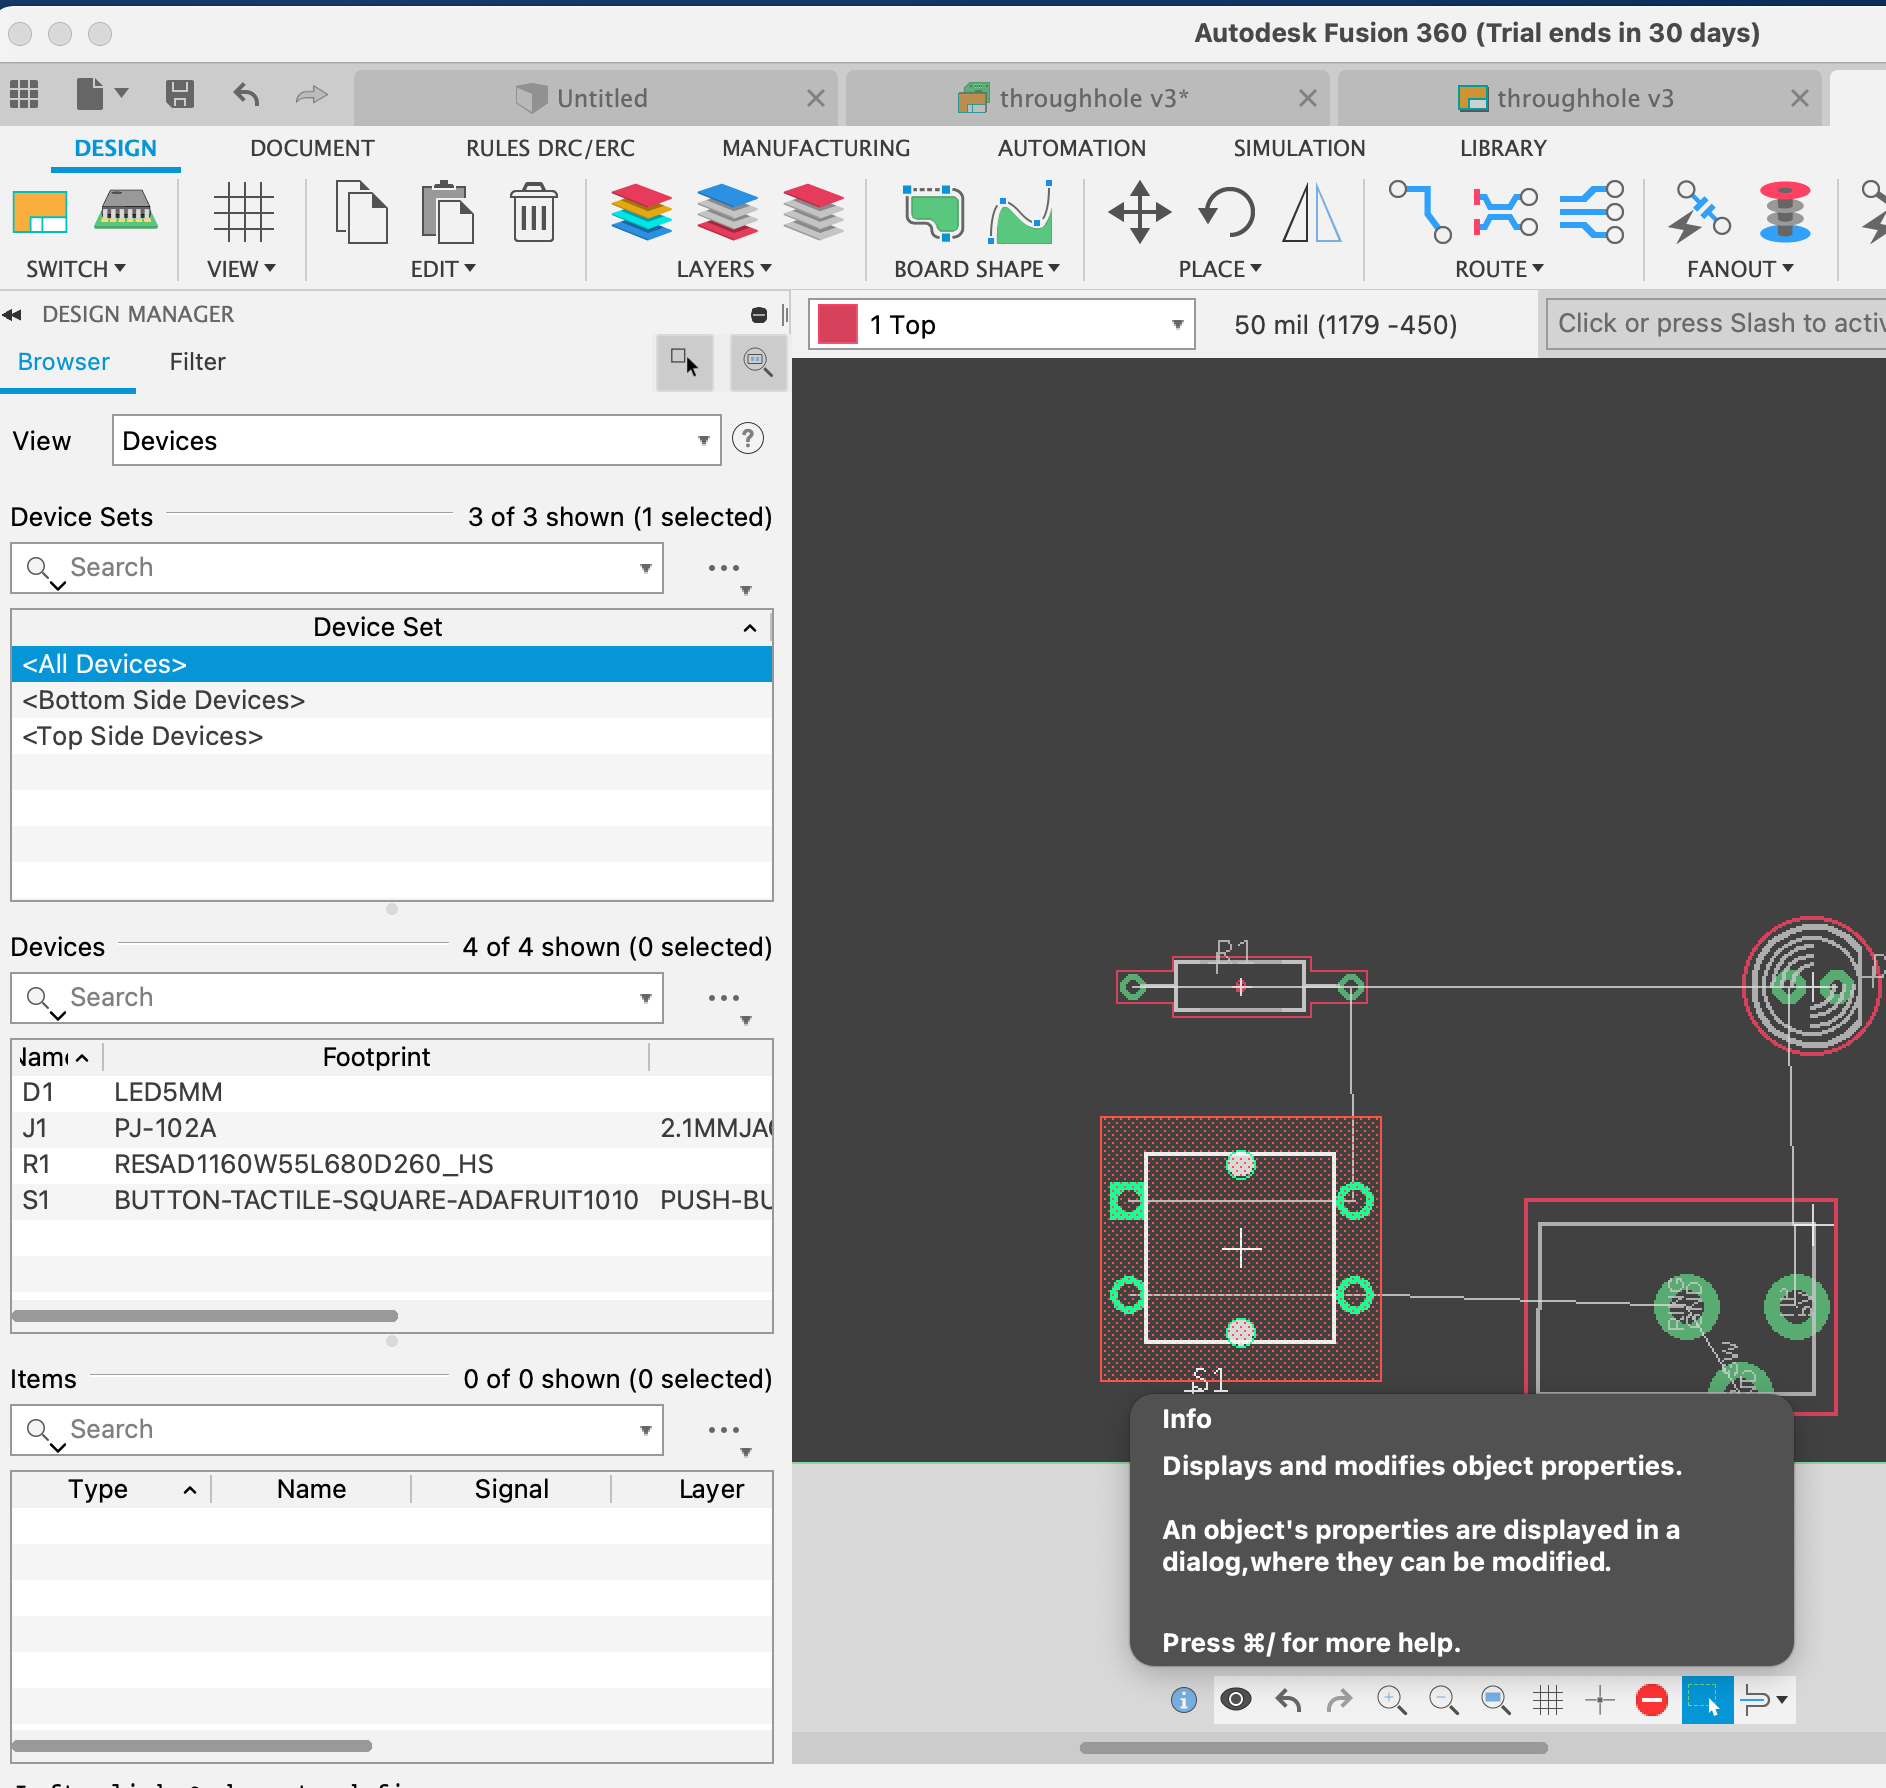 Autodesk Fusion 360 (Trial ends in 30 days)
Untitled
throughhole v3*
throughhole v3
DESIGN
DOCUMENT
RULES DRC/ERC
MANUFACTURING
AUTOMATION
SIMULATION
LIBRARY
SWITCH
VIEW
EDIT
LAYERS
BOARD SHAPE
PLACE
ROUTE
FANOUT
DESIGN MANAGER
1 Top
50 mil (1179 -450)
Click or press Slash to activ
Browser
Filter
View
Devices
?
Device Sets
3 of 3 shown (1 selected)
Search
Device Set
<All Devices>
<Bottom Side Devices>
<Top Side Devices>
Devices
4 of 4 shown (0 selected)
Search
Footprint
D1 LED5MM
J1 PJ-102A 2.1MMJA
R1 RESAD1160W55L680D260_HS
S1 BUTTON-TACTILE-SQUARE-ADAFRUIT1010 PUSH-BU
Items
0 of 0 shown (0 selected)
Search
Type
Name
Signal
Layer
R1
S1
Info
Displays and modifies object properties.
An object's properties are displayed in a
dialog,where they can be modified.
Press ⌘/ for more help.